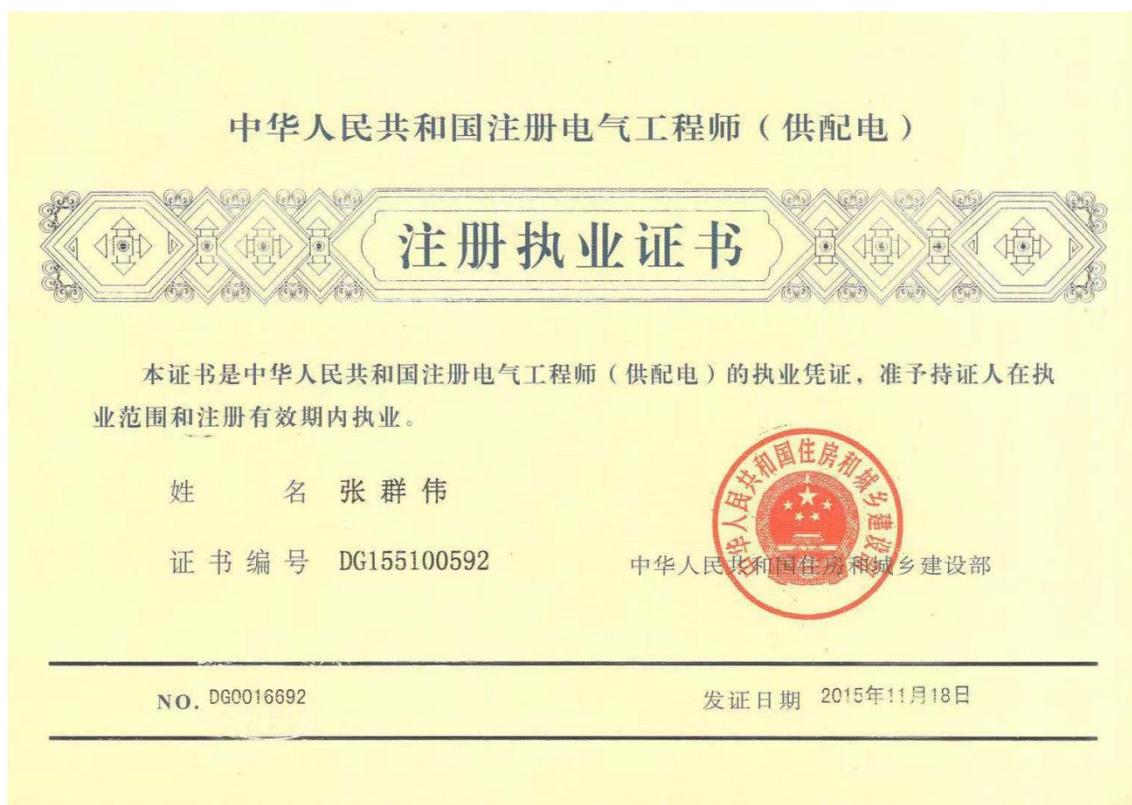 中华人民共和国注册电气工程师（供配电）
注册执业证书
本证书是中华人民共和国注册电气工程师（供配电）的执业凭证，准予持证人在执
业范围和注册有效期内执业。
姓 名 张群伟
证书编号 DG155100592
中华人民共和国住房和城乡建设部
中华人民共和国住房和城乡建设部
NO. DG0016692
发证日期 2015年11月18日